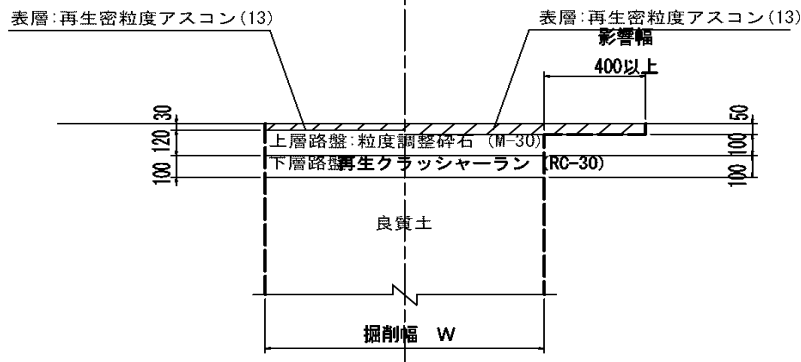 表層:再生密粒度アスコン(13)
表層:再生密粒度アスコン(13)
影響幅
400以上
30
120
100
50
100
100
上層路盤:粒度調整砕石 (M-30)
下層路盤再生クラッシャーラン (RC-30)
良質土
掘削幅 W